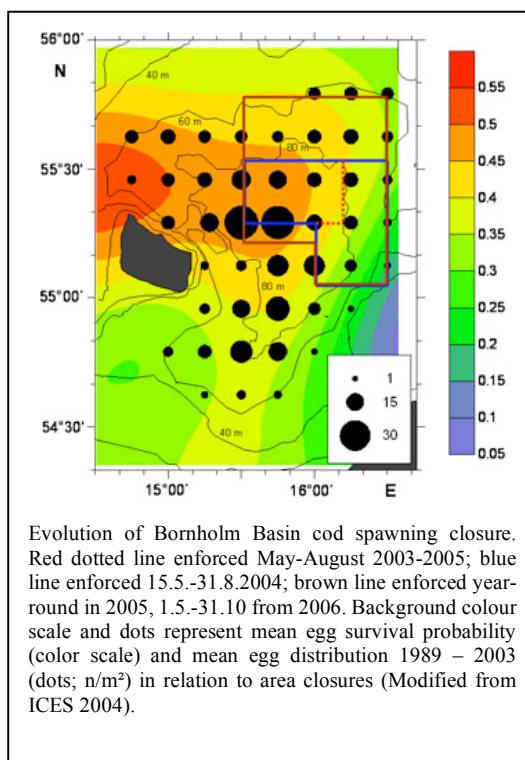 56°00'
N
55°30'
55°00'
54°30'
40 m
60 m
80 m
80 m
40 m
1
15
30
15°00'
16°00'
E
0.55
0.5
0.45
0.4
0.35
0.3
0.25
0.2
0.15
0.1
0.05
Evolution of Bornholm Basin cod spawning closure.
Red dotted line enforced May-August 2003-2005; blue
line enforced 15.5.-31.8.2004; brown line enforced year-
round in 2005, 1.5.-31.10 from 2006. Background colour
scale and dots represent mean egg survival probability
(color scale) and mean egg distribution 1989 – 2003
(dots; n/m²) in relation to area closures (Modified from
ICES 2004).